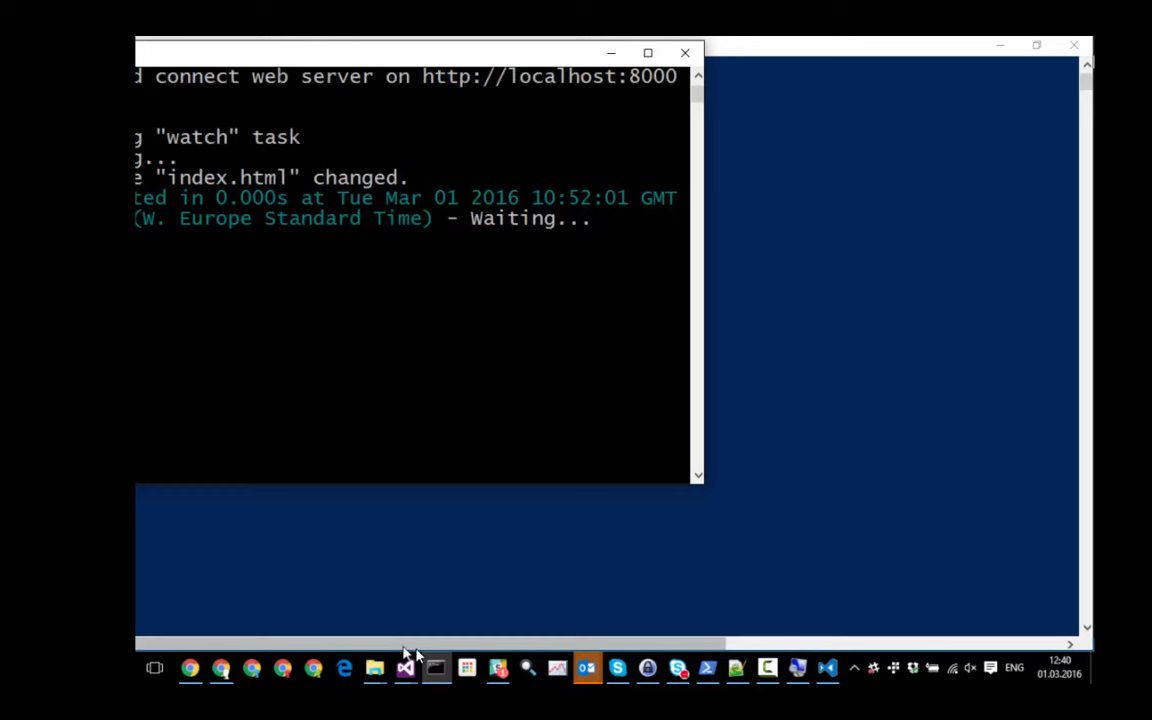 d connect web server on http://localhost:8000
g "watch" task
g...
e "index.html" changed.
ted in 0.000s at Tue Mar 01 2016 10:52:01 GMT
(W. Europe Standard Time) - Waiting...
ENG
12:40
01.03.2016